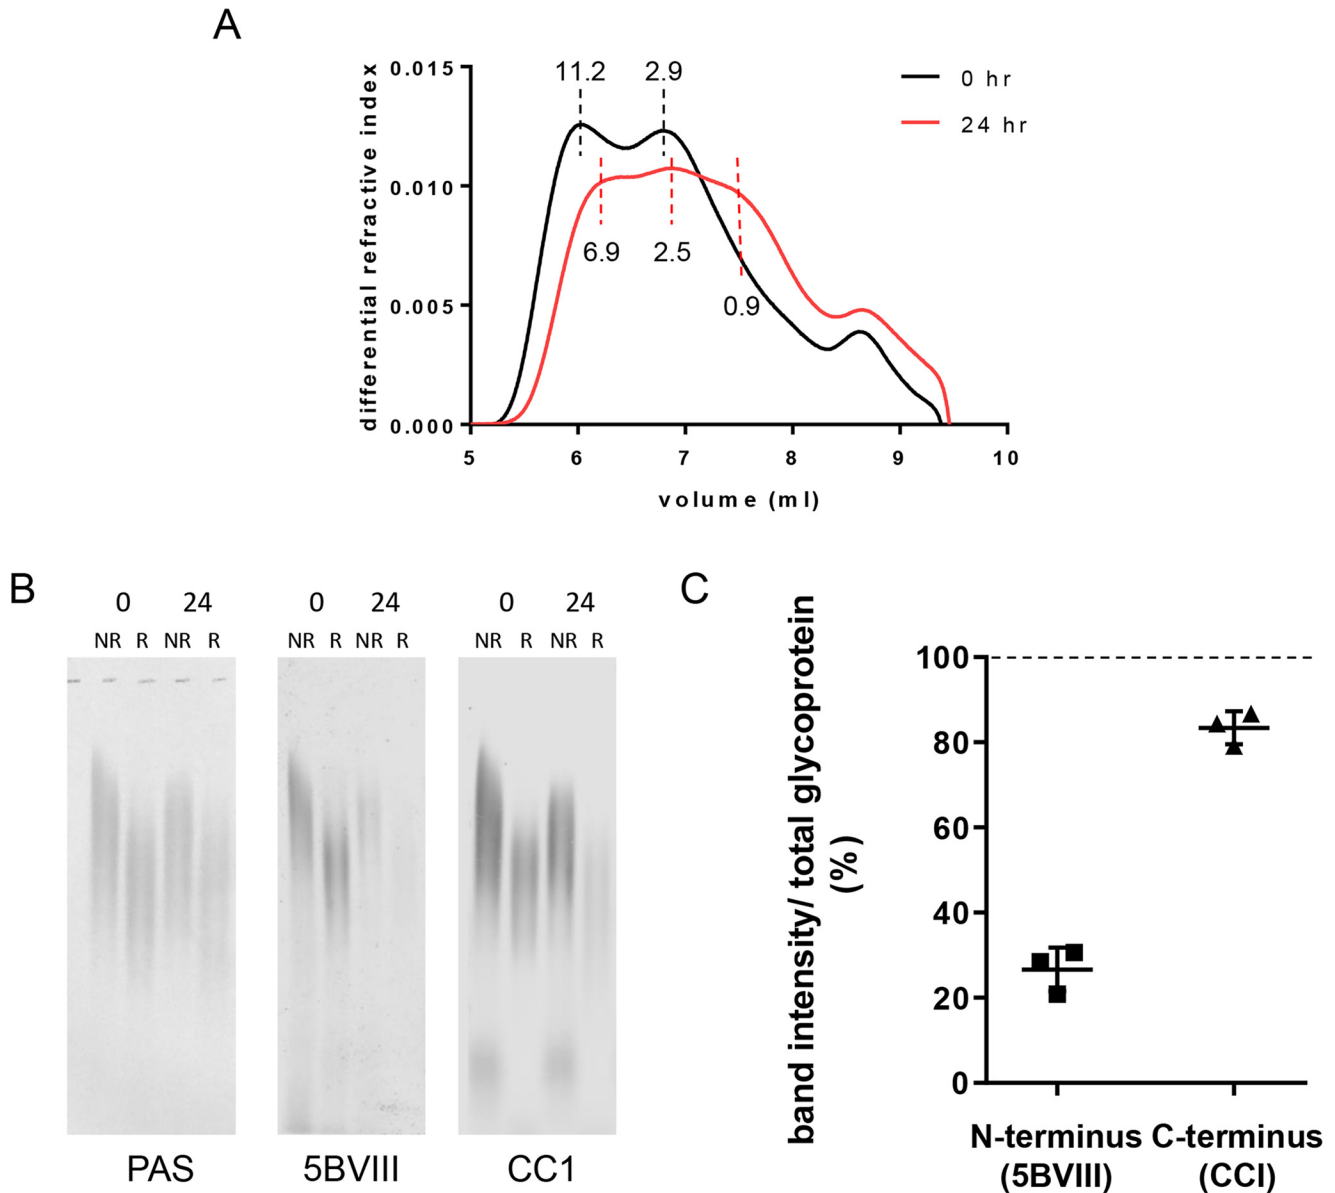 A
differential refractive index
0.015
0.010
0.005
0.000
11.2 2.9
6.9 2.5
0.9
0 hr
24 hr
5 6 7 8 9 10
volume (ml)
B
0 24
NR R NR R
PAS
0 24
NR R NR R
5BVIII
0 24
NR R NR R
CC1
C
band intensity/ total glycoprotein
(%)
100
80
60
40
20
0
N-terminus C-terminus
(5BVIII) (CCI)